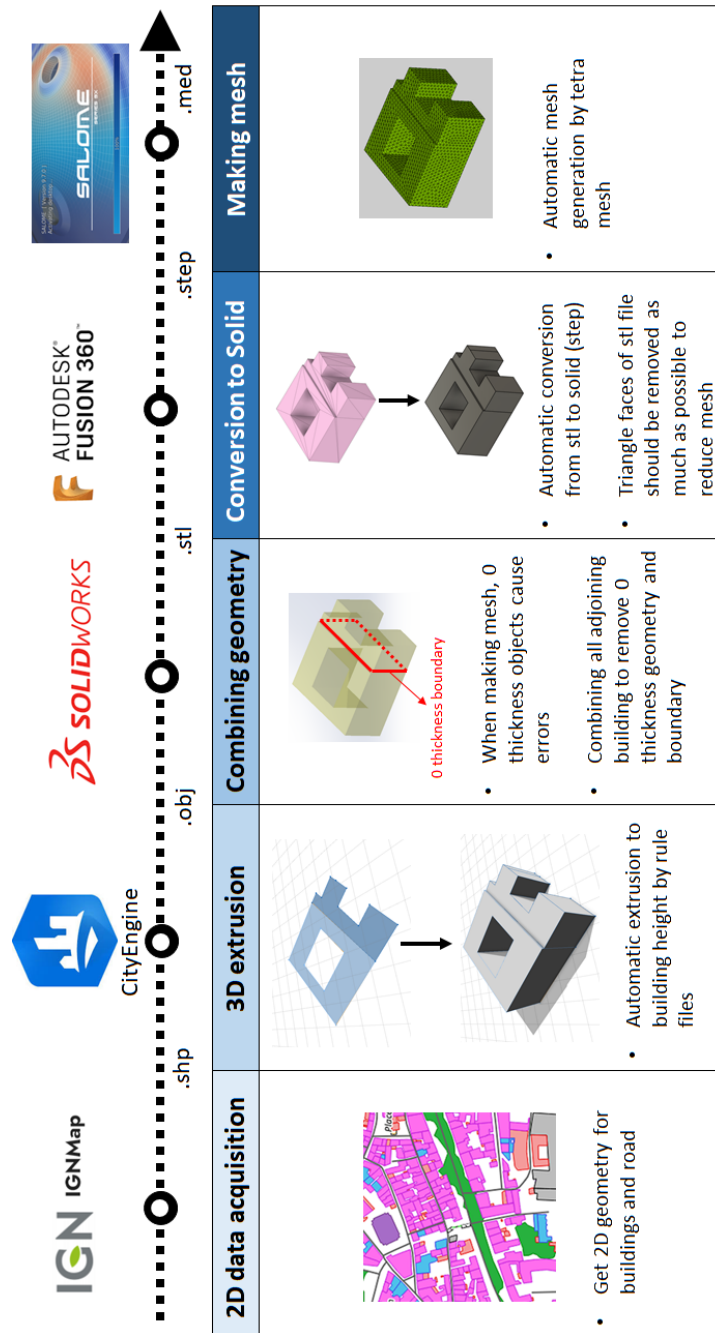 IGN IGNMap
CityEngine
SOLIDWORKS
AUTODESK®
FUSION 360™
SALOME
.shp
.obj
.stl
.step
.med
2D data acquisition
3D extrusion
Combining geometry
Conversion to Solid
Making mesh
Place
• Get 2D geometry for
buildings and road
• Automatic extrusion to
building height by rule
files
0 thickness boundary
• When making mesh, 0
thickness objects cause
errors
• Combining all adjoining
building to remove 0
thickness geometry and
boundary
• Automatic conversion
from stl to solid (step)
• Triangle faces of stl file
should be removed as
much as possible to
reduce mesh
• Automatic mesh
generation by tetra
mesh